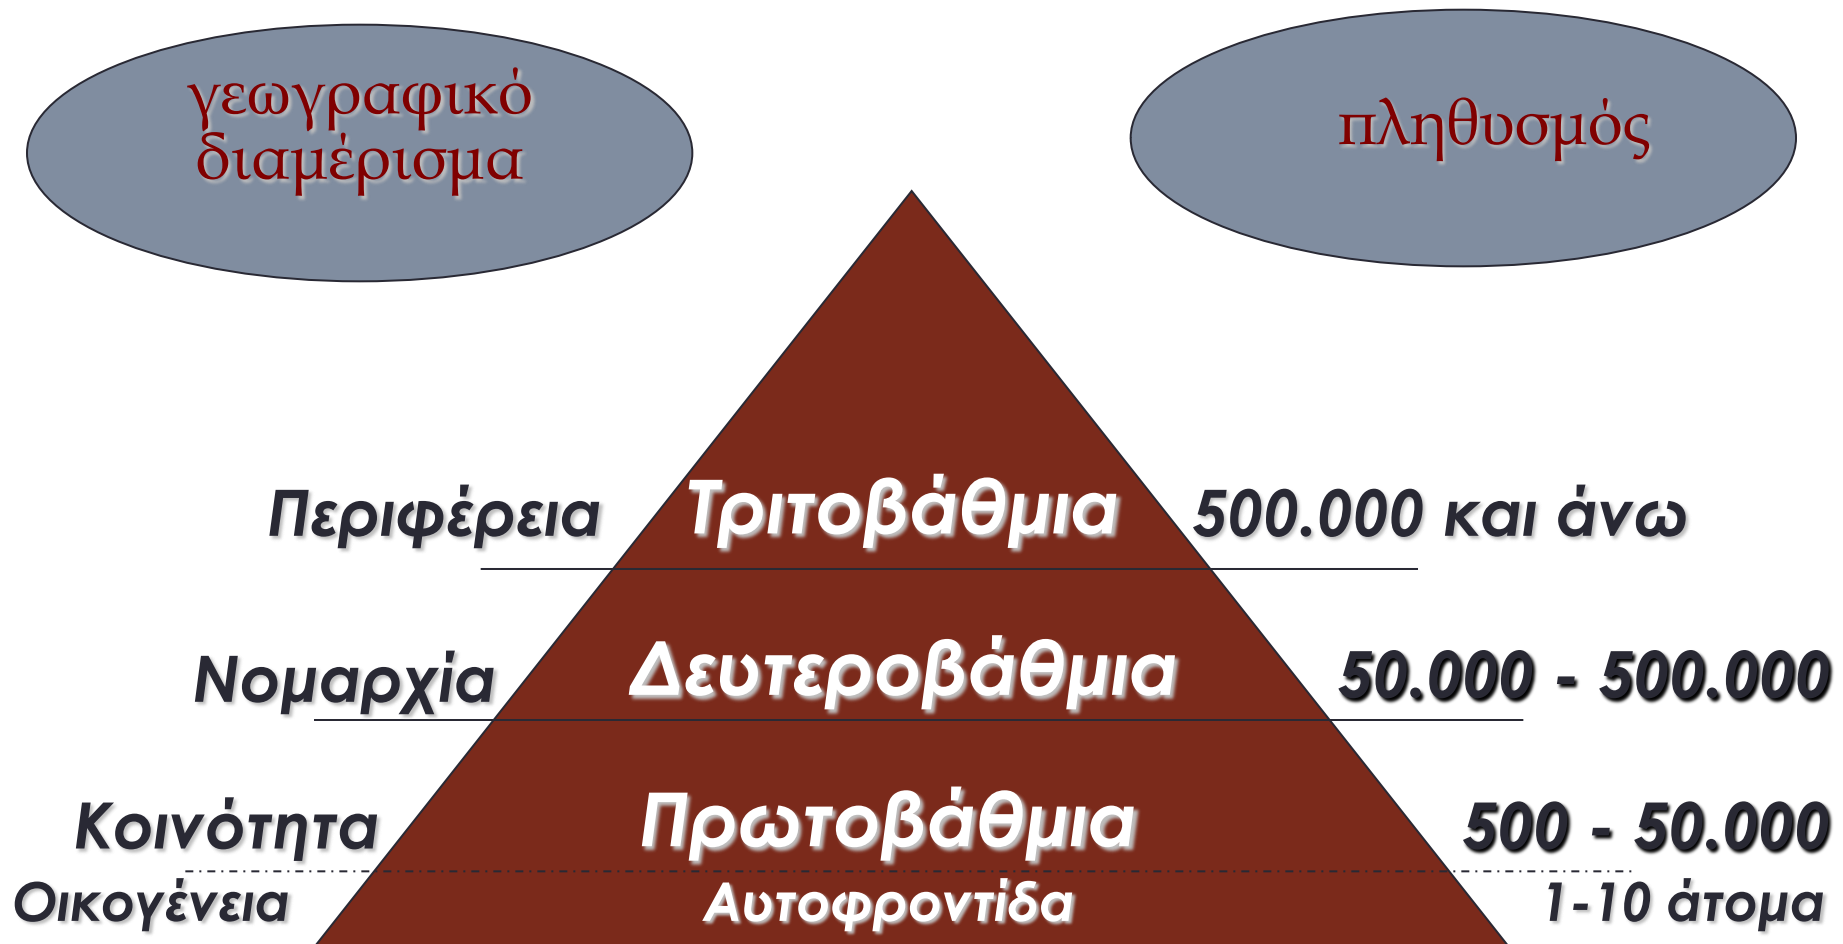 γεωγραφικό
διαμέρισμα
πληθυσμός
Περιφέρεια Τριτοβάθμια 500.000 και άνω
Νομαρχία Δευτεροβάθμια 50.000 - 500.000
Κοινότητα Πρωτοβάθμια 500 - 50.000
Οικογένεια Αυτοφροντίδα 1-10 άτομα